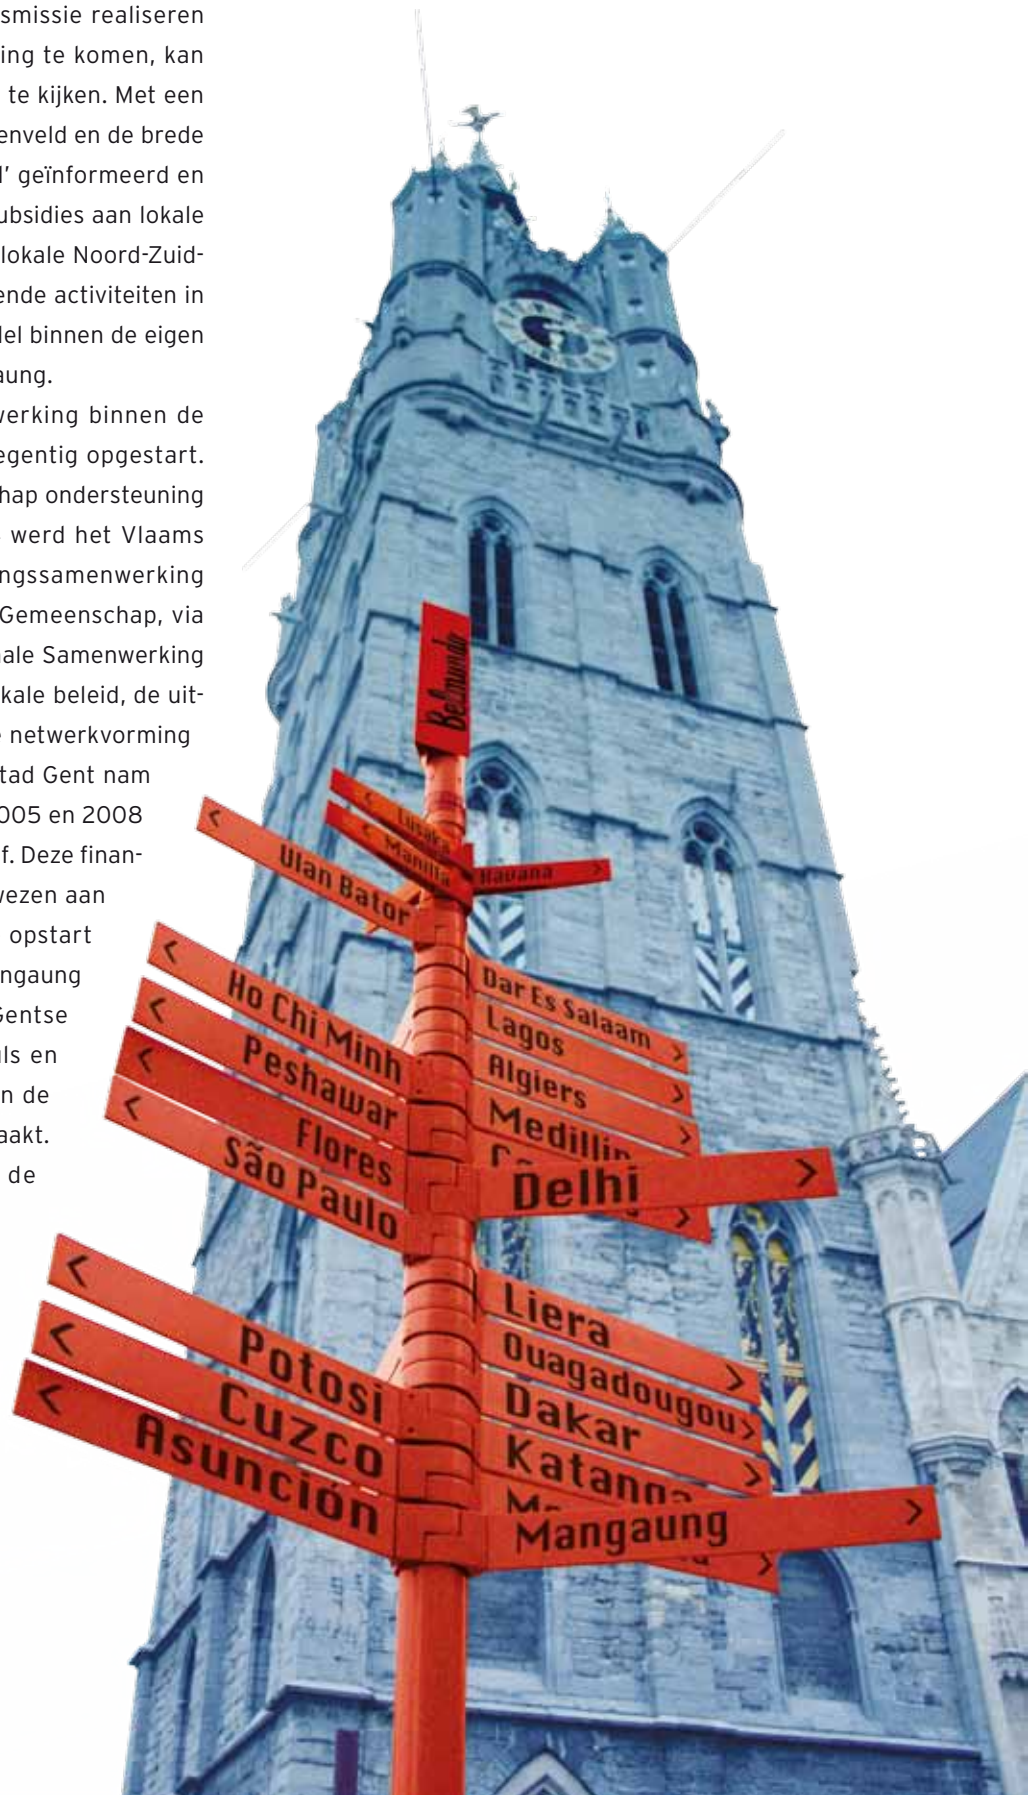 smissie realiseren
ing te komen, kan
te kijken. Met een
enveld en de brede
l’ geïnformeerd en
ubsidies aan lokale
lokale Noord-Zuid-
ende activiteiten in
del binnen de eigen
aung.
werking binnen de
egentig opgestart.
hap ondersteuning
werd het Vlaams
ngssamenwerking
Gemeenschap, via
nale Samenwerking
kale beleid, de uit-
e netwerkvorming
tad Gent nam
005 en 2008
f. Deze finan-
wezen aan
opstart
ngaung
Gentse
ls en
n de
aakt.
de
Belmundo
< Lusaka
< Manilla
Havana >
< Ulan Bator
< Ho Chi Minh
< Peshawar
< Flores
< São Paulo
Dar Es Salaam >
Lagos >
Algiers >
Medillin
Delhi >
>
< Potosi
< Cuzco
< Asunción
Liera >
Ouagadougou >
Dakar >
Katanga
Mangaung >
>